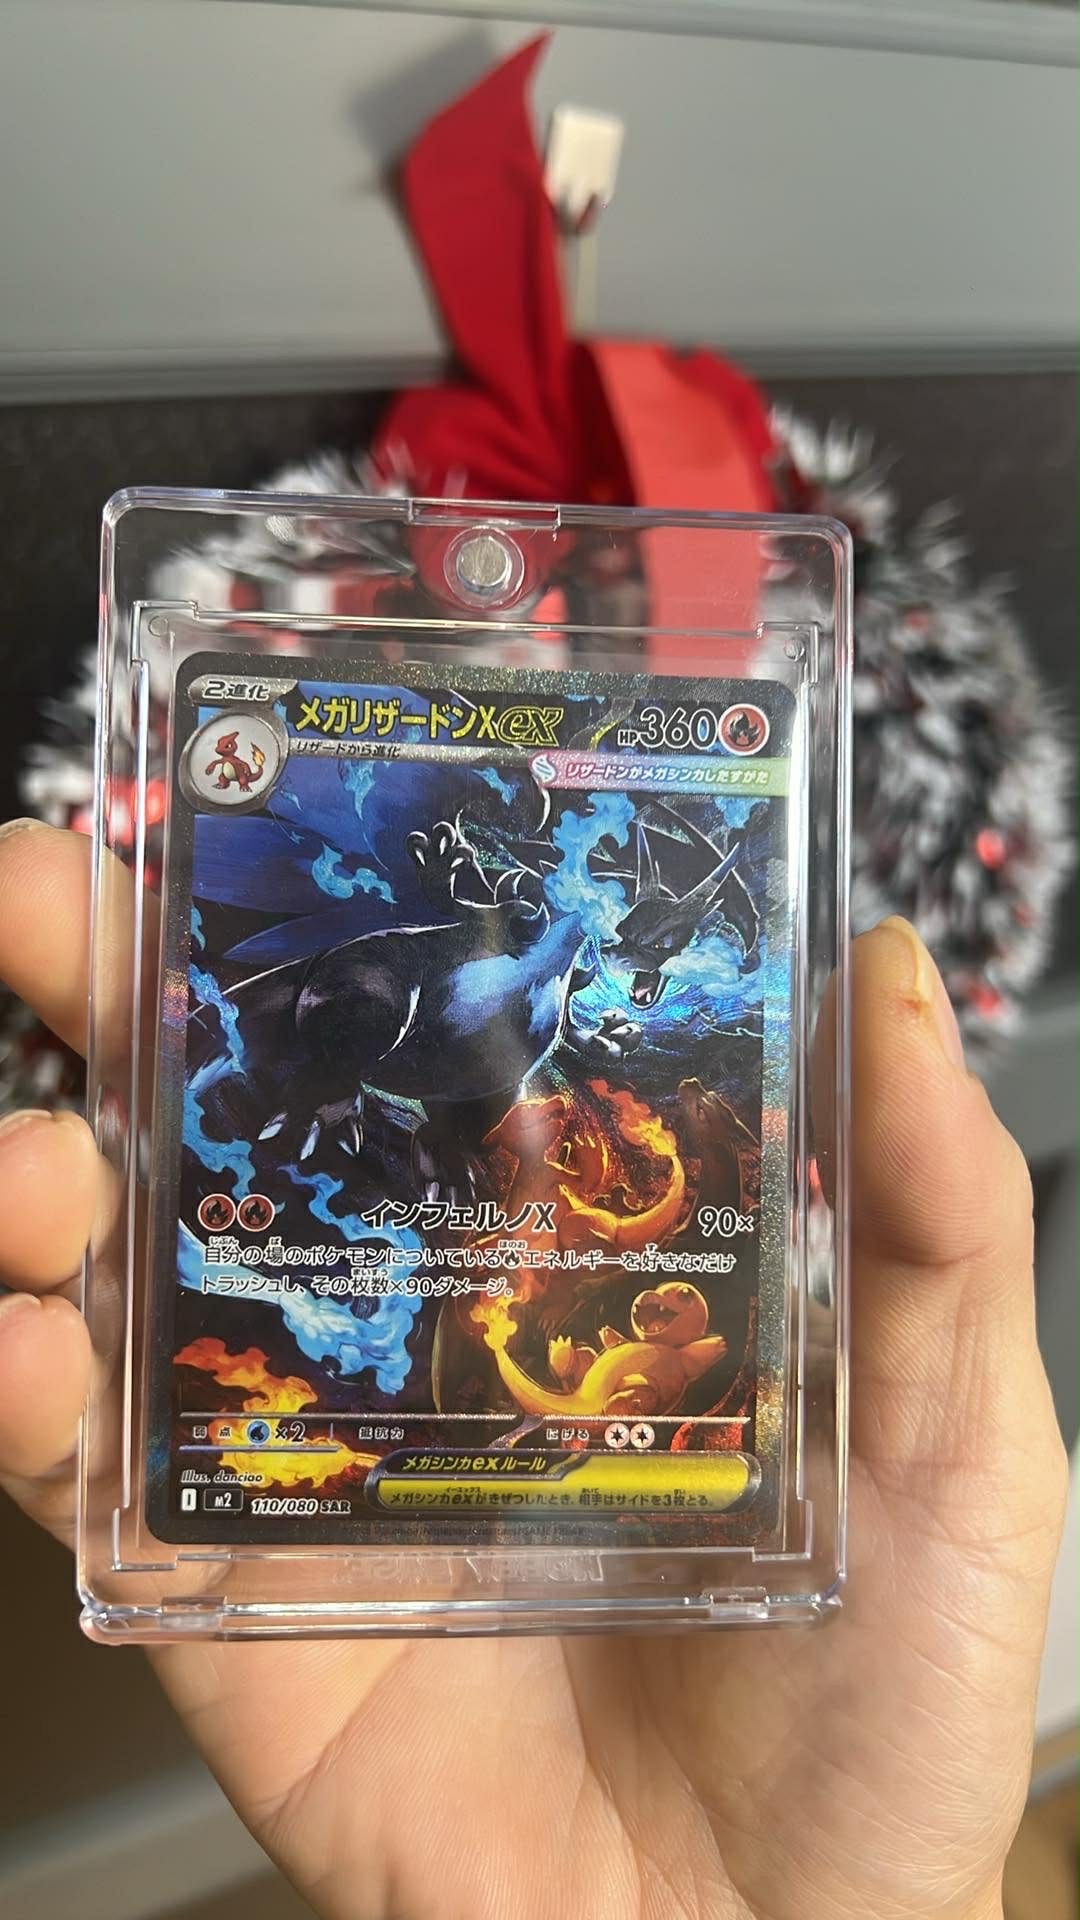 2進化
メガリザードンXex
HP360
リザードから進化
リザードンがメガシンカしたすがた
インフェルノX 90×
自分の場のポケモンについているエネルギーを好きなだけ
トラッシュし、その枚数×90ダメージ。
弱点 ×2 抵抗力 にげる
メガシンカexルール
メガシンカexがきぜつしたとき、相手はサイドを3枚とる。
Illus. danciao
I M2 110/080 SAR